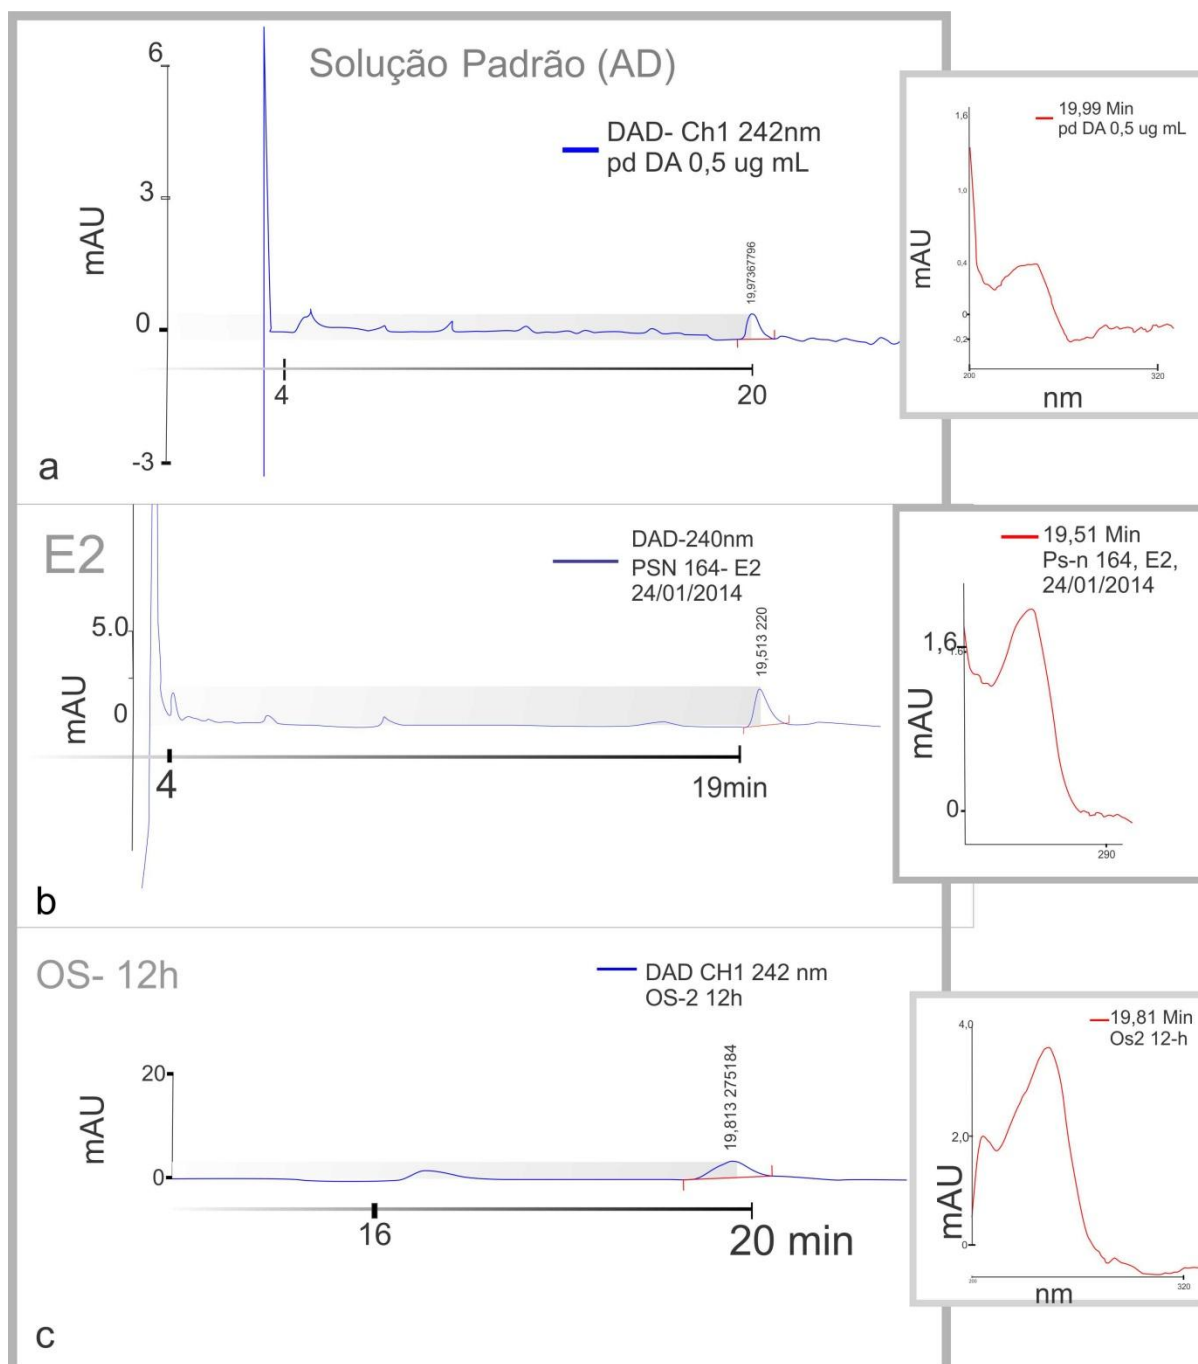 Solução Padrão (AD)
DAD- Ch1 242nm
pd DA 0,5 ug mL
6
3
0
-3
mAU
19,97367796
4
20
a
19,99 Min
pd DA 0,5 ug mL
1,6
1,0
0,4
0
-0,2
mAU
200
320
nm
E2
DAD-240nm
PSN 164- E2
24/01/2014
5.0
0
mAU
19,513 220
4
19min
b
19,51 Min
Ps-n 164, E2,
24/01/2014
1,6
1.6
0
mAU
290
OS- 12h
DAD CH1 242 nm
OS-2 12h
20
0
mAU
19,813 275184
16
20 min
c
19,81 Min
Os2 12-h
4,0
2,0
0
mAU
200
320
nm